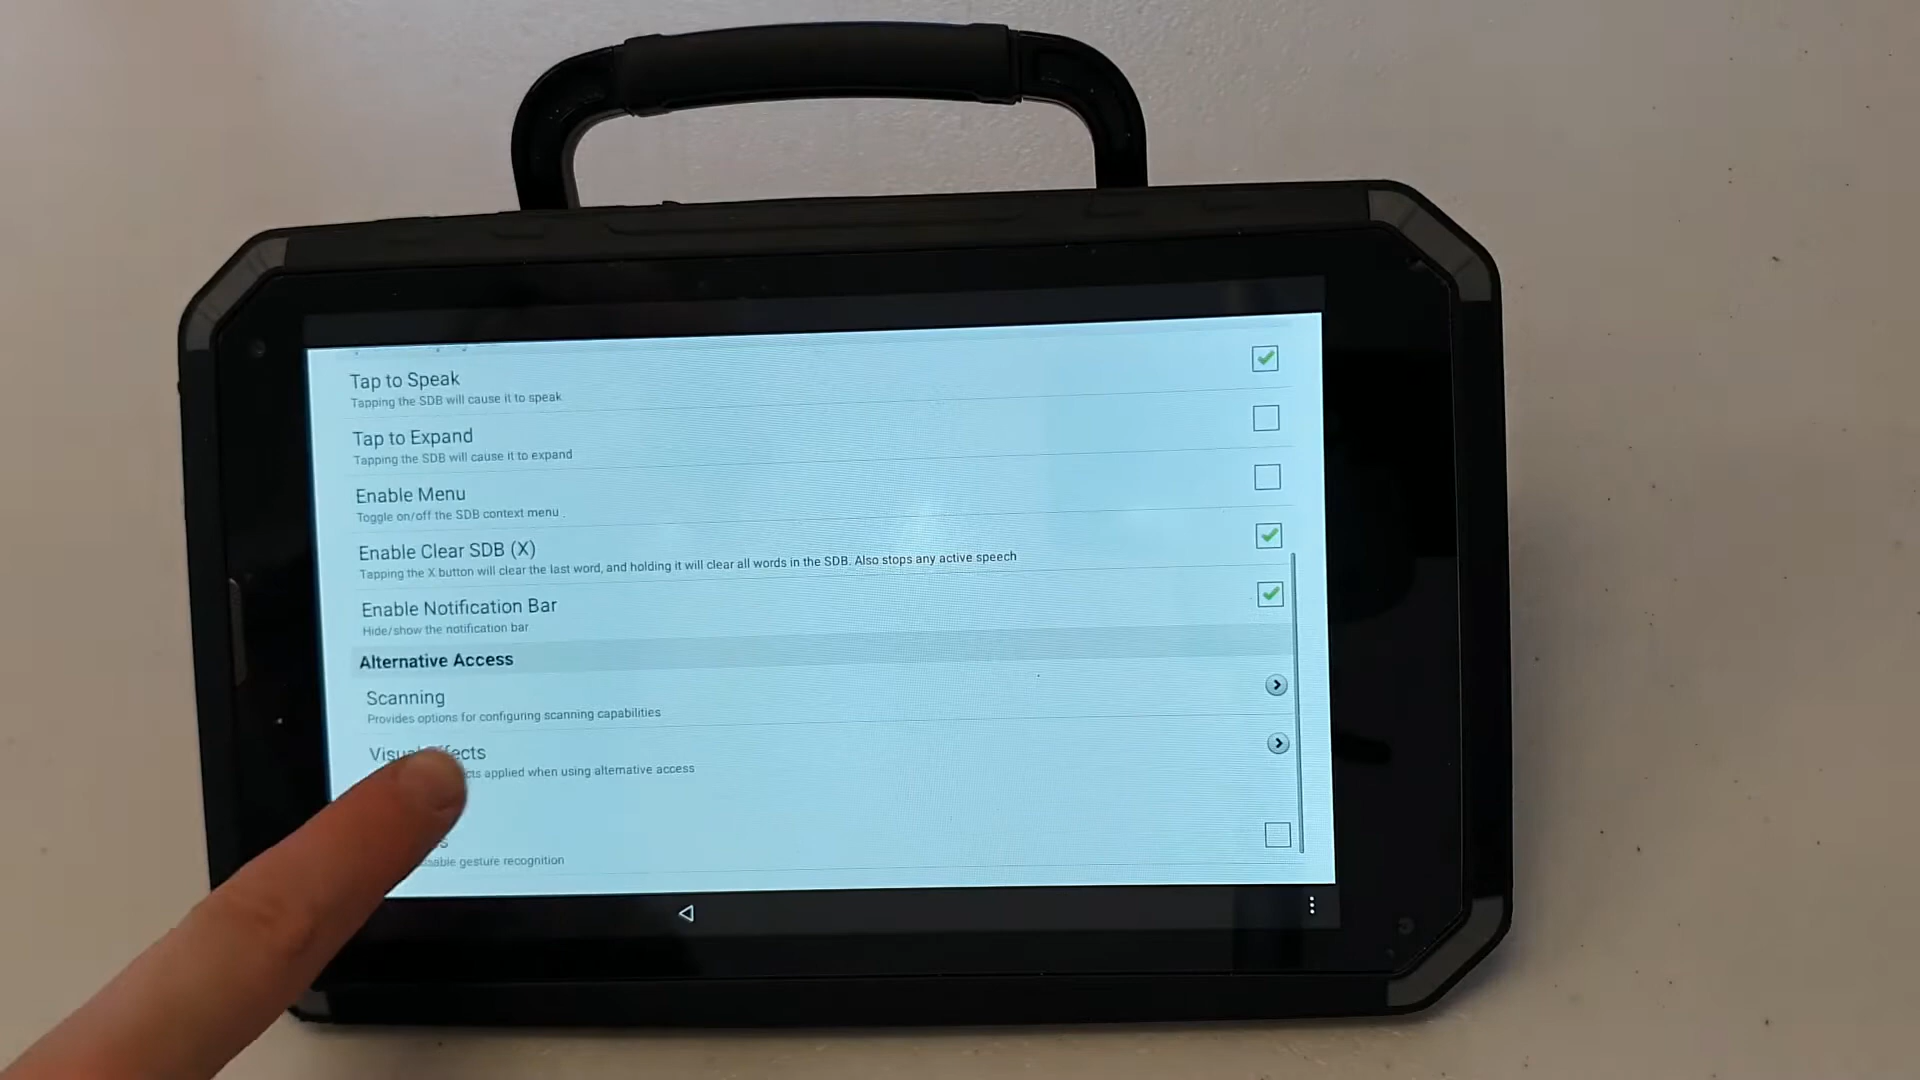 Tap to Speak
Tapping the SDB will cause it to speak
Tap to Expand
Tapping the SDB will cause it to expand
Enable Menu
Toggle on/off the SDB context menu .
Enable Clear SDB (X)
Tapping the X button will clear the last word, and holding it will clear all words in the SDB. Also stops any active speech
Enable Notification Bar
Hide/show the notification bar
Alternative Access
Scanning
Provides options for configuring scanning capabilities
Visual Effects
applied when using alternative access
gesture recognition